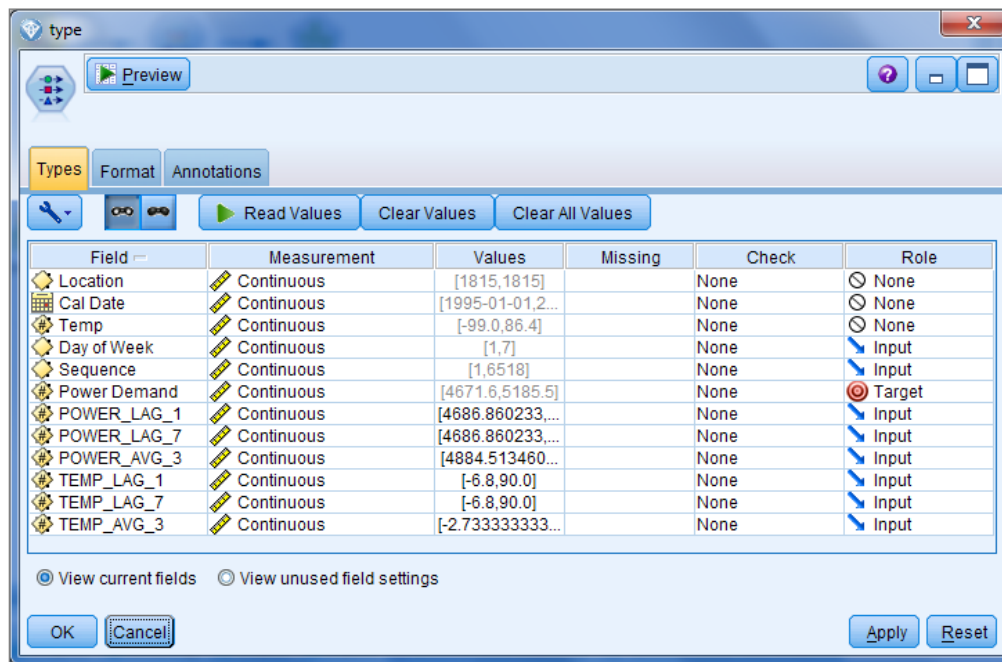 type
Preview
Types Format Annotations
Read Values Clear Values Clear All Values
Field Measurement Values Missing Check Role
Location Continuous [1815,1815] None None
Cal Date Continuous [1995-01-01,2... None None
Temp Continuous [-99.0,86.4] None None
Day of Week Continuous [1,7] None Input
Sequence Continuous [1,6518] None Input
Power Demand Continuous [4671.6,5185.5] None Target
POWER_LAG_1 Continuous [4686.860233,... None Input
POWER_LAG_7 Continuous [4686.860233,... None Input
POWER_AVG_3 Continuous [4884.513460... None Input
TEMP_LAG_1 Continuous [-6.8,90.0] None Input
TEMP_LAG_7 Continuous [-6.8,90.0] None Input
TEMP_AVG_3 Continuous [-2.733333333... None Input
View current fields View unused field settings
OK Cancel Apply Reset